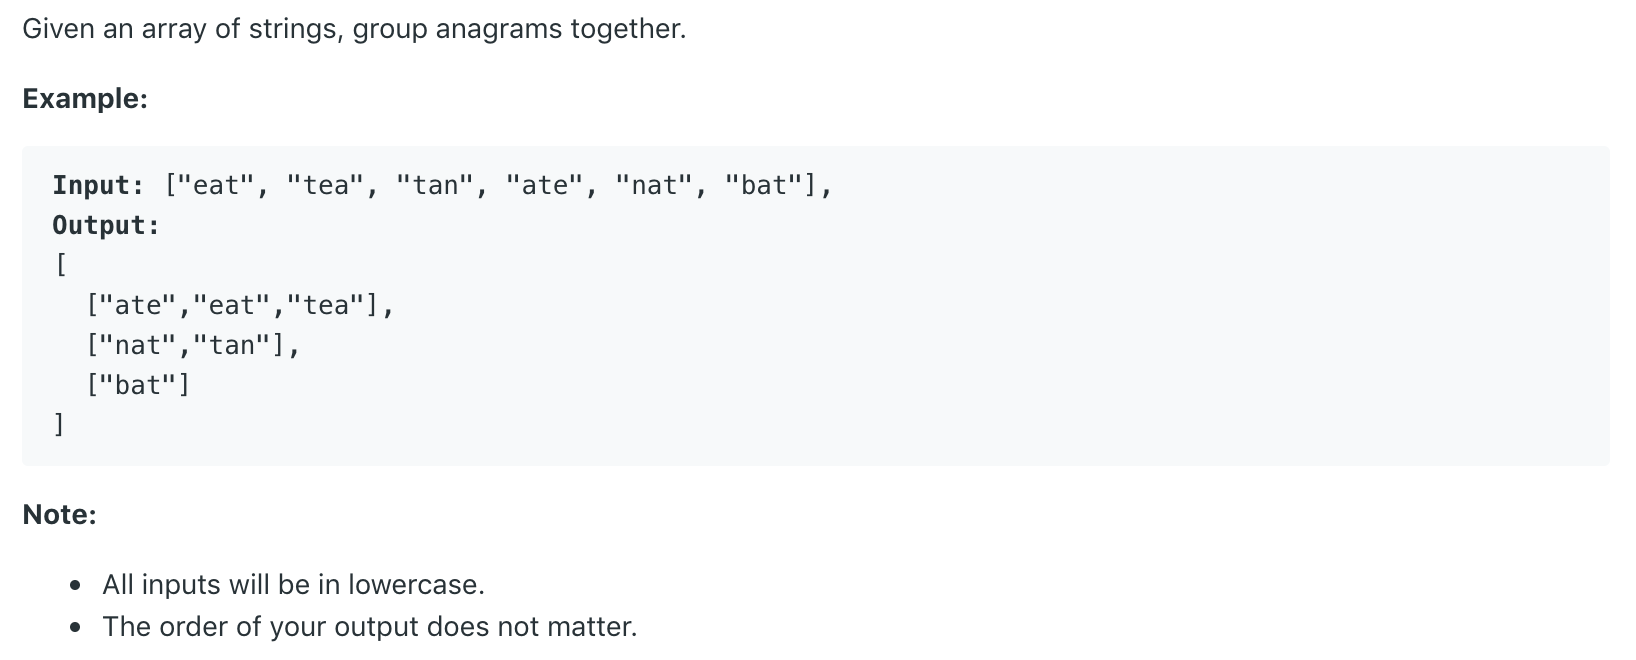 Given an array of strings, group anagrams together.
Example:
Input: ["eat", "tea", "tan", "ate", "nat", "bat"],
Output:
[
  ["ate","eat","tea"],
  ["nat","tan"],
  ["bat"]
]
Note:
• All inputs will be in lowercase.
• The order of your output does not matter.